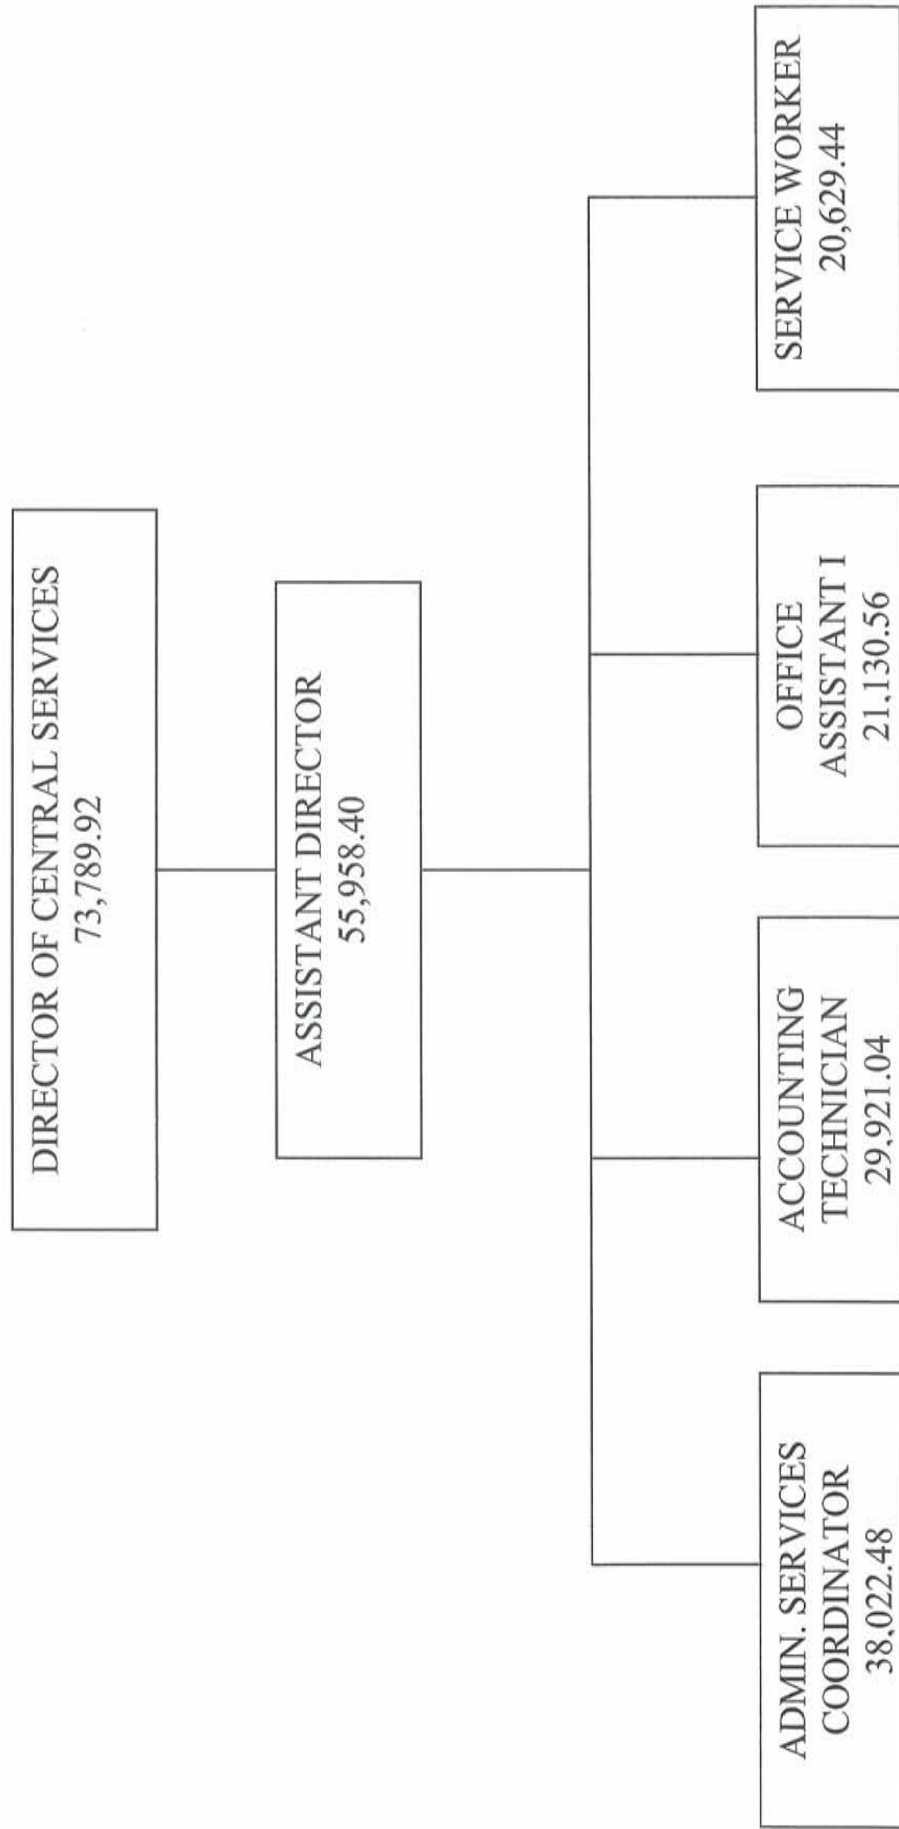 DIRECTOR OF CENTRAL SERVICES
73,789.92
ASSISTANT DIRECTOR
55,958.40
ADMIN. SERVICES
COORDINATOR
38,022.48
ACCOUNTING
TECHNICIAN
29,921.04
OFFICE
ASSISTANT I
21,130.56
SERVICE WORKER
20,629.44